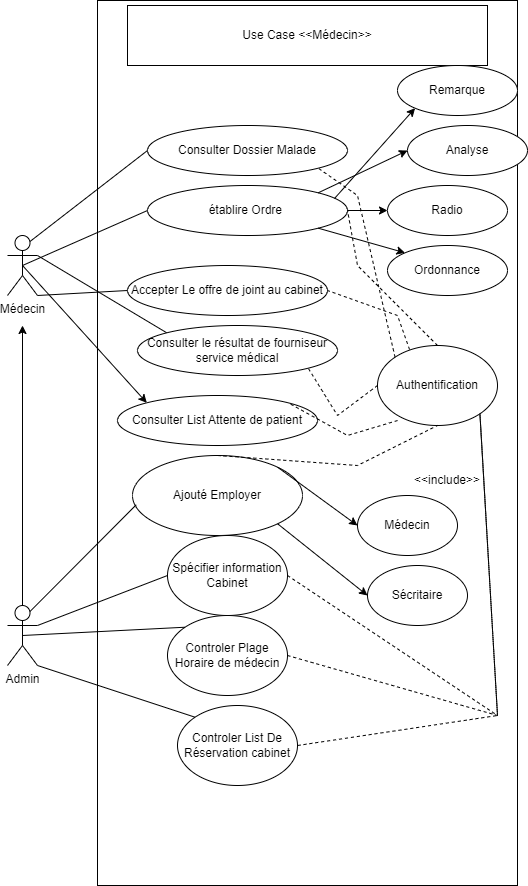 Use Case <<Médecin>>
Remarque
Consulter Dossier Malade
Analyse
établire Ordre
Radio
Ordonnance
Médecin
Accepter Le offre de joint au cabinet
Consulter le résultat de fourniseur
service médical
Authentification
Consulter List Attente de patient
<<include>>
Ajouté Employer
Médecin
Spécifier information
Cabinet
Sécritaire
Admin
Controler Plage
Horaire de médecin
Controler List De
Réservation cabinet